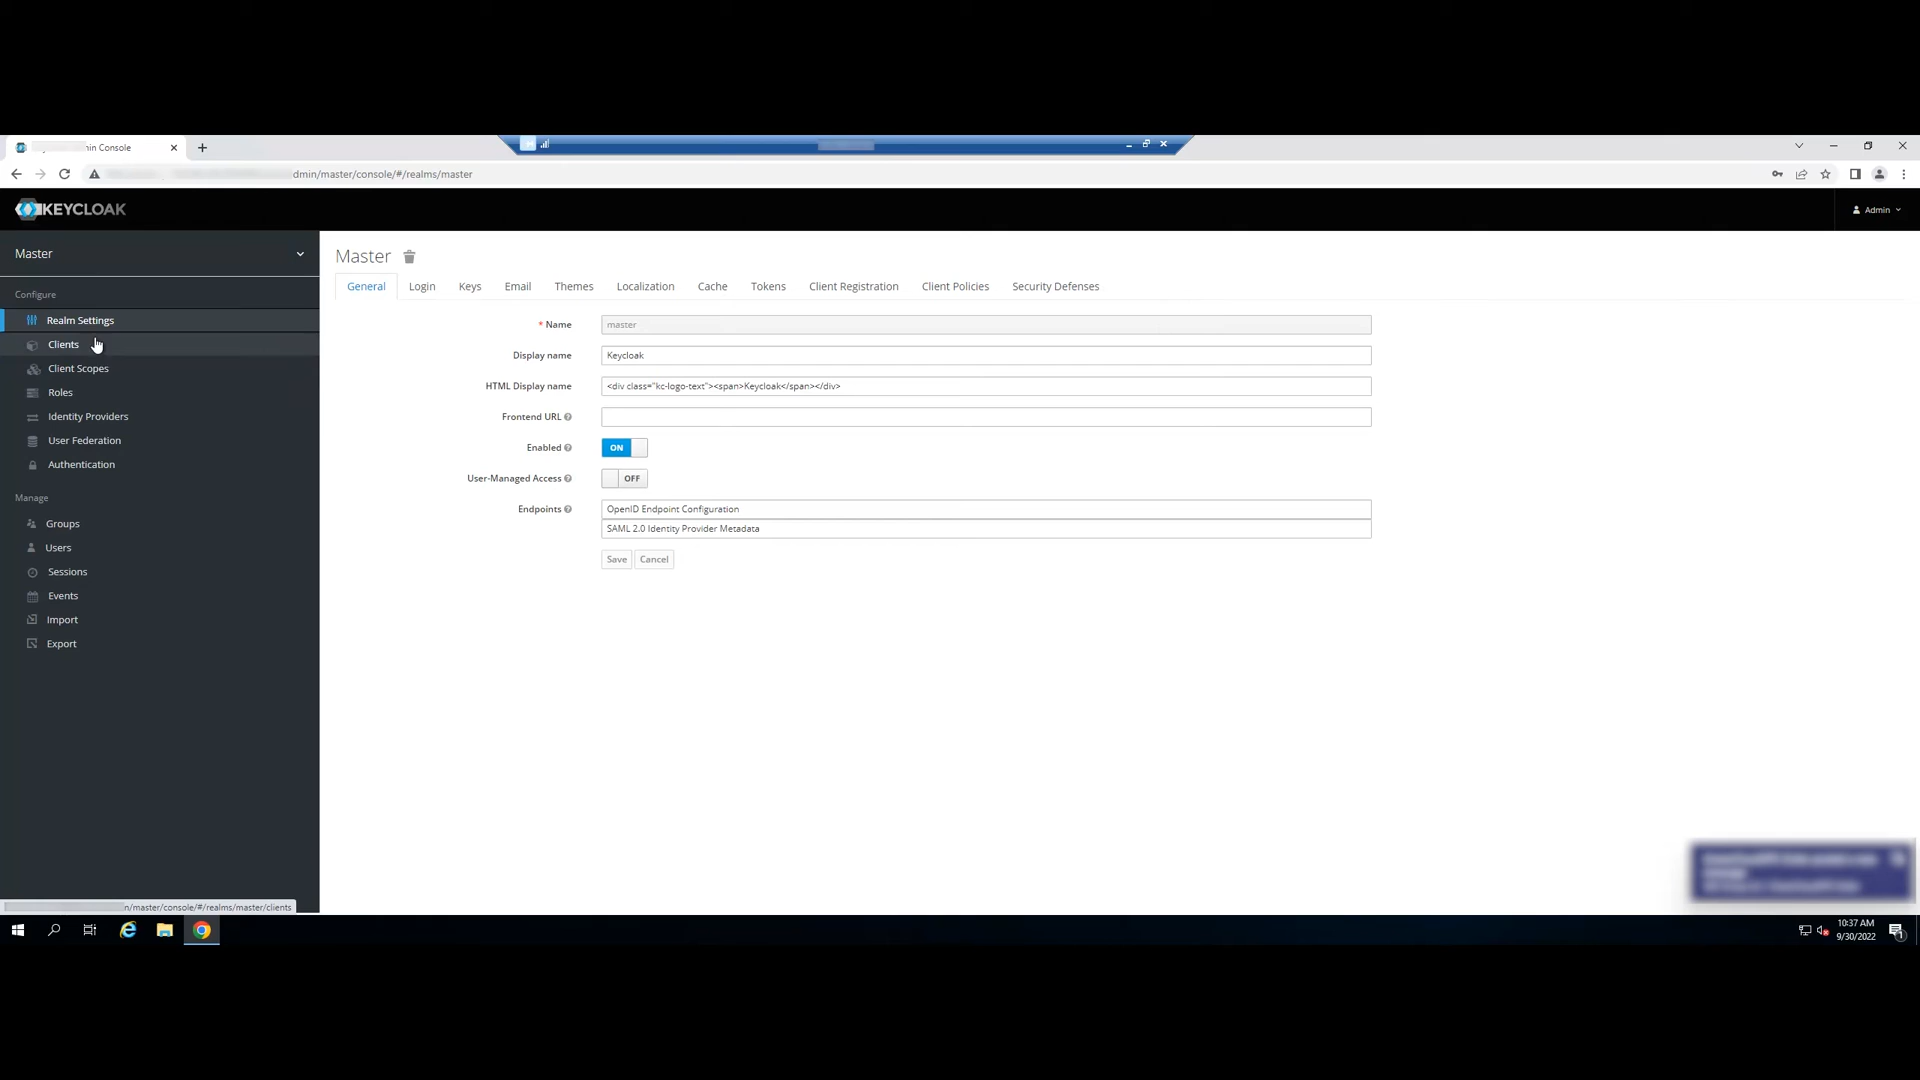 nin Console
dmin/master/console/#/realms/master
KEYCLOAK
Admin
Master
Configure
Realm Settings
Clients
Client Scopes
Roles
Identity Providers
User Federation
Authentication
Manage
Groups
Users
Sessions
Events
Import
Export
Master
General
Login
Keys
Email
Themes
Localization
Cache
Tokens
Client Registration
Client Policies
Security Defenses
* Name
master
Display name
Keycloak
HTML Display name
<div class="kc-logo-text"><span>Keycloak</span></div>
Frontend URL
Enabled
ON
User-Managed Access
OFF
Endpoints
OpenID Endpoint Configuration
SAML 2.0 Identity Provider Metadata
Save
Cancel
n/master/console/#/realms/master/clients
10:37 AM
9/30/2022
1